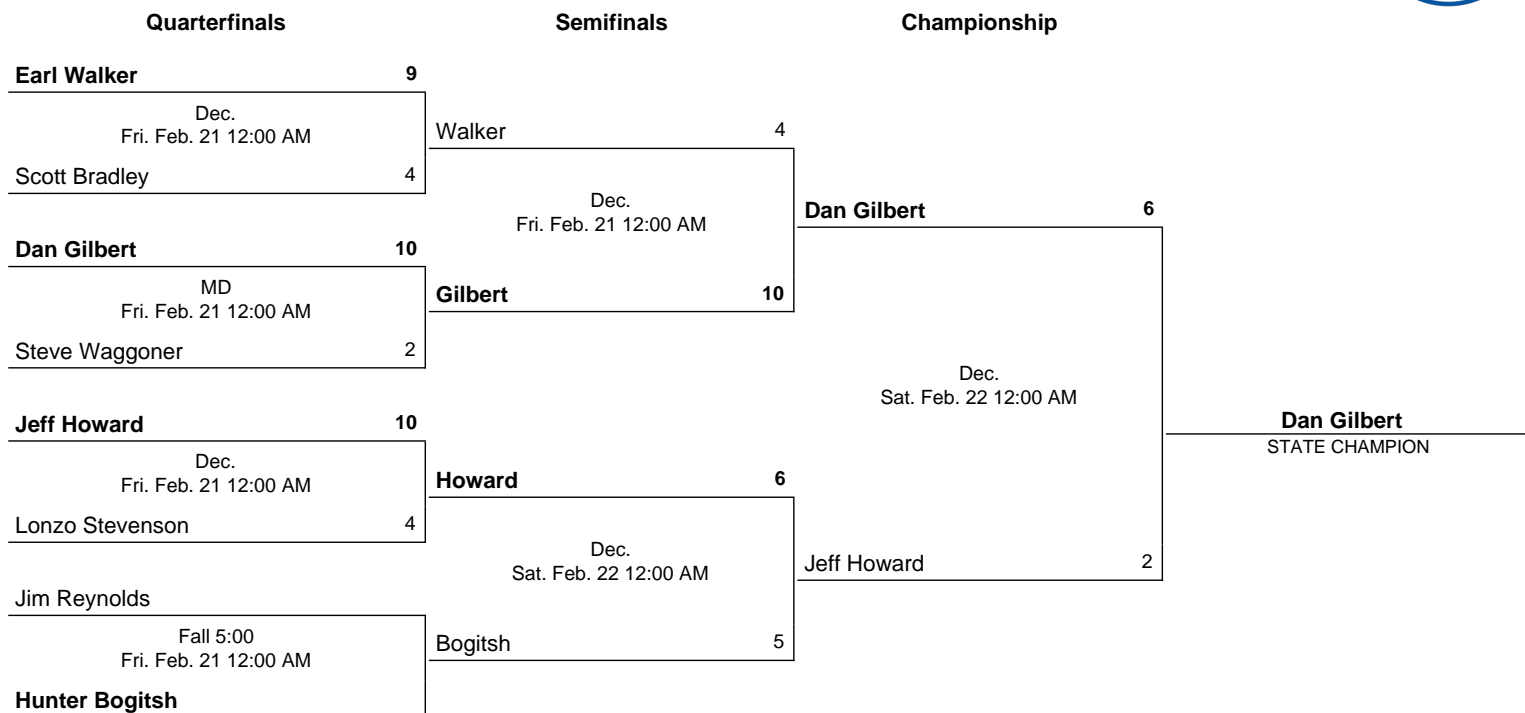 Quarterfinals Semifinals Championship
Earl Walker 9
Dec.
Fri. Feb. 21 12:00 AM
Scott Bradley 4
Dan Gilbert 10
MD
Fri. Feb. 21 12:00 AM
Steve Waggoner 2
Jeff Howard 10
Dec.
Fri. Feb. 21 12:00 AM
Lonzo Stevenson 4
Jim Reynolds
Fall 5:00
Fri. Feb. 21 12:00 AM
Hunter Bogitsh
Walker 4
Dec.
Fri. Feb. 21 12:00 AM
Gilbert 10
Howard 6
Dec.
Sat. Feb. 22 12:00 AM
Bogitsh 5
Dan Gilbert 6
Dec.
Sat. Feb. 22 12:00 AM
Jeff Howard 2
Dan Gilbert
STATE CHAMPION